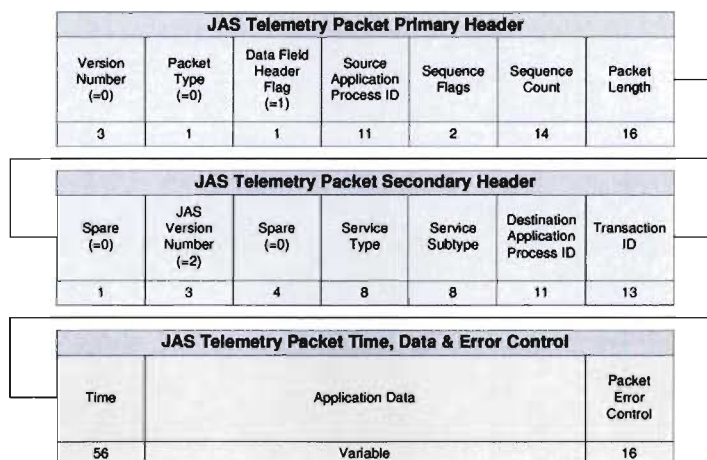 JAS Telemetry Packet Primary Header
Version Number (=0)
Packet Type (=0)
Data Field Header Flag (=1)
Source Application Process ID
Sequence Flags
Sequence Count
Packet Length
3 1 1 11 2 14 16
JAS Telemetry Packet Secondary Header
Spare (=0)
JAS Version Number (=2)
Spare (=0)
Service Type
Service Subtype
Destination Application Process ID
Transaction ID
1 3 4 8 8 11 13
JAS Telemetry Packet Time, Data & Error Control
Time
Application Data
Packet Error Control
56 Variable 16